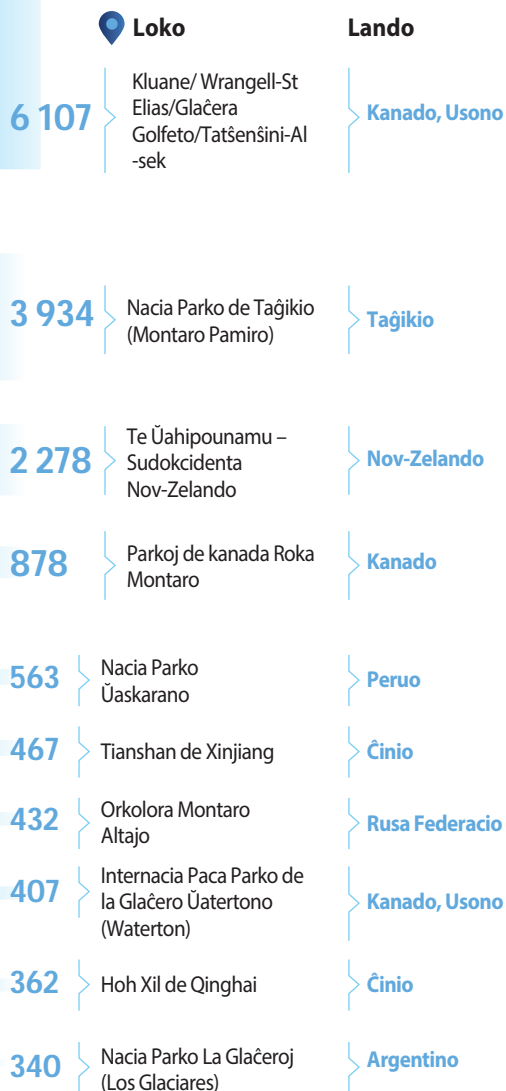 Loko Lando
6 107
Kluane/ Wrangell-St
Elias/Glaĉera
Golfeto/Tatŝenŝini-Al
-sek
Kanado, Usono
3 934
Nacia Parko de Taĝikio
(Montaro Pamiro)
Taĝikio
2 278
Te Ŭahipounamu –
Sudokcidenta
Nov-Zelando
Nov-Zelando
878
Parkoj de kanada Roka
Montaro
Kanado
563
Nacia Parko
Ŭaskarano
Peruo
467
Tianshan de Xinjiang
Ĉinio
432
Orkolora Montaro
Altajo
Rusa Federacio
407
Internacia Paca Parko de
la Glaĉero Ŭatertono
(Waterton)
Kanado, Usono
362
Hoh Xil de Qinghai
Ĉinio
340
Nacia Parko La Glaĉeroj
(Los Glaciares)
Argentino